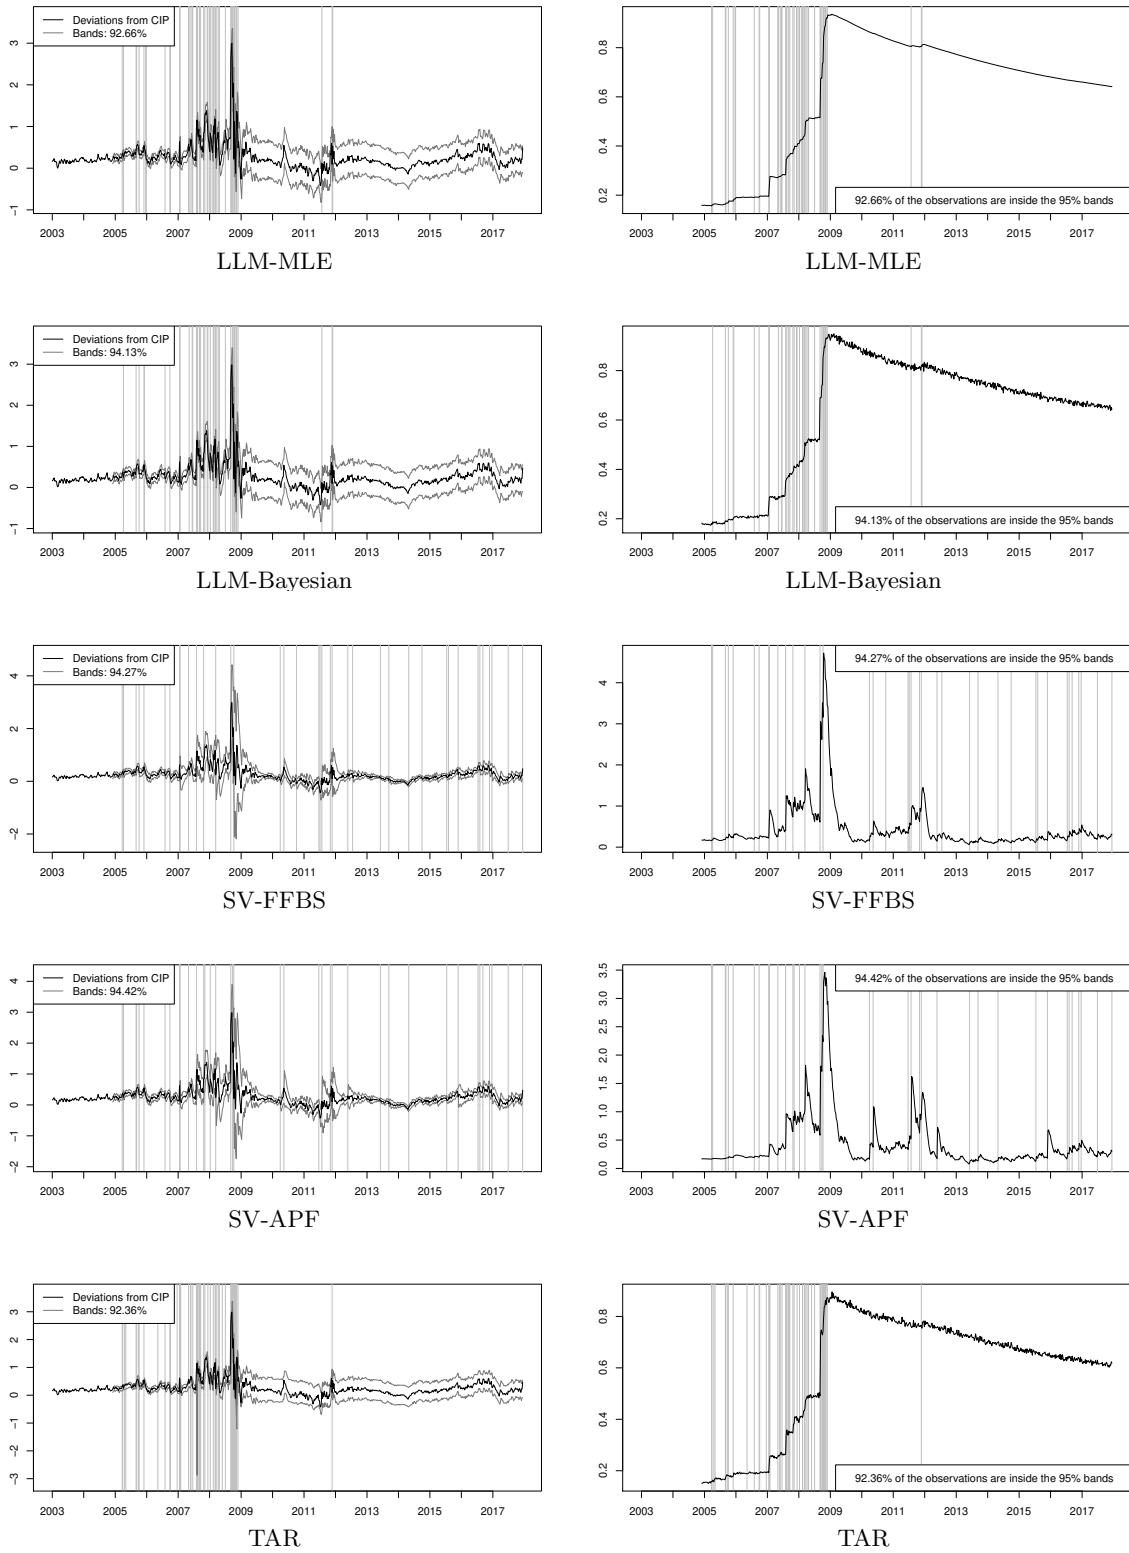 Deviations from CIP
Bands: 92.66%
3
2
1
0
−1
2003 2005 2007 2009 2011 2013 2015 2017
LLM-MLE
0.8
0.6
0.4
0.2
92.66% of the observations are inside the 95% bands
2003 2005 2007 2009 2011 2013 2015 2017
LLM-MLE
Deviations from CIP
Bands: 94.13%
3
2
1
0
−1
2003 2005 2007 2009 2011 2013 2015 2017
LLM-Bayesian
0.8
0.6
0.4
0.2
94.13% of the observations are inside the 95% bands
2003 2005 2007 2009 2011 2013 2015 2017
LLM-Bayesian
Deviations from CIP
Bands: 94.27%
4
2
0
−2
2003 2005 2007 2009 2011 2013 2015 2017
SV-FFBS
94.27% of the observations are inside the 95% bands
4
3
2
1
0
2003 2005 2007 2009 2011 2013 2015 2017
SV-FFBS
Deviations from CIP
Bands: 94.42%
4
3
2
1
0
−1
−2
2003 2005 2007 2009 2011 2013 2015 2017
SV-APF
94.42% of the observations are inside the 95% bands
3.5
3.0
2.5
2.0
1.5
1.0
0.5
0.0
2003 2005 2007 2009 2011 2013 2015 2017
SV-APF
Deviations from CIP
Bands: 92.36%
3
2
1
0
−1
−2
−3
2003 2005 2007 2009 2011 2013 2015 2017
TAR
0.8
0.6
0.4
0.2
92.36% of the observations are inside the 95% bands
2003 2005 2007 2009 2011 2013 2015 2017
TAR